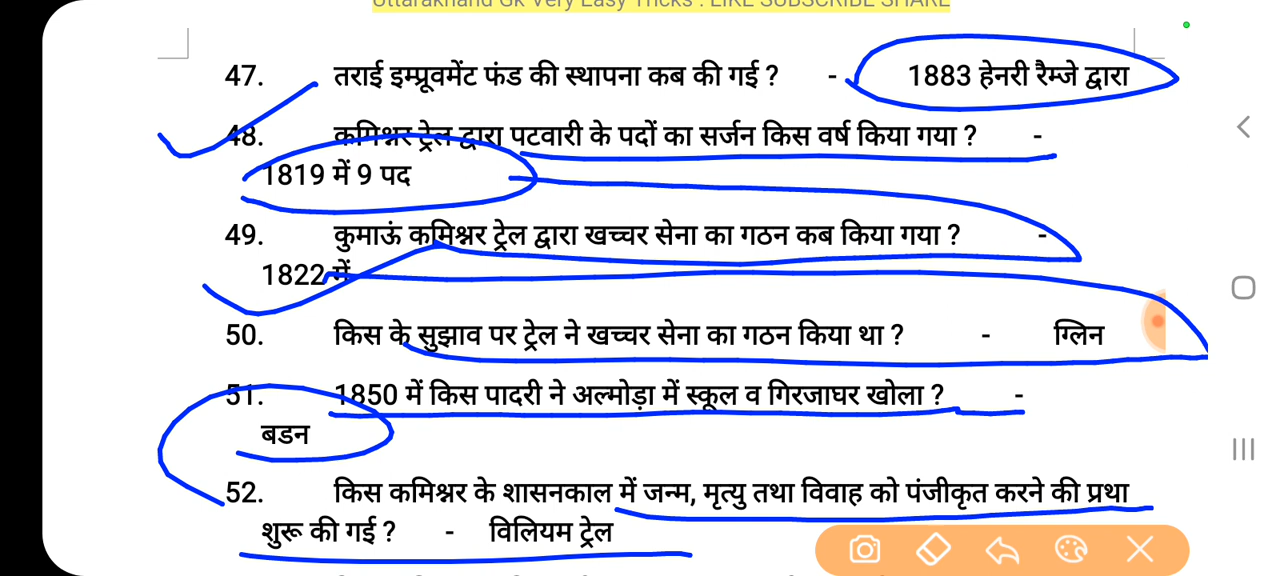 Uttarakhand Gk Very Easy Tricks : LIKE SUBSCRIBE SHARE
47. तराई इम्प्रूवमेंट फंड की स्थापना कब की गई ? - 1883 हेनरी रैम्जे द्वारा
48. कमिश्नर ट्रेल द्वारा पटवारी के पदों का सर्जन किस वर्ष किया गया ? -
1819 में 9 पद
49. कुमाऊं कमिश्नर ट्रेल द्वारा खच्चर सेना का गठन कब किया गया ? -
1822 में
50. किस के सुझाव पर ट्रेल ने खच्चर सेना का गठन किया था ? - ग्लिन
51. 1850 में किस पादरी ने अल्मोड़ा में स्कूल व गिरजाघर खोला ? -
बडन
52. किस कमिश्नर के शासनकाल में जन्म, मृत्यु तथा विवाह को पंजीकृत करने की प्रथा
शुरू की गई ? - विलियम ट्रेल